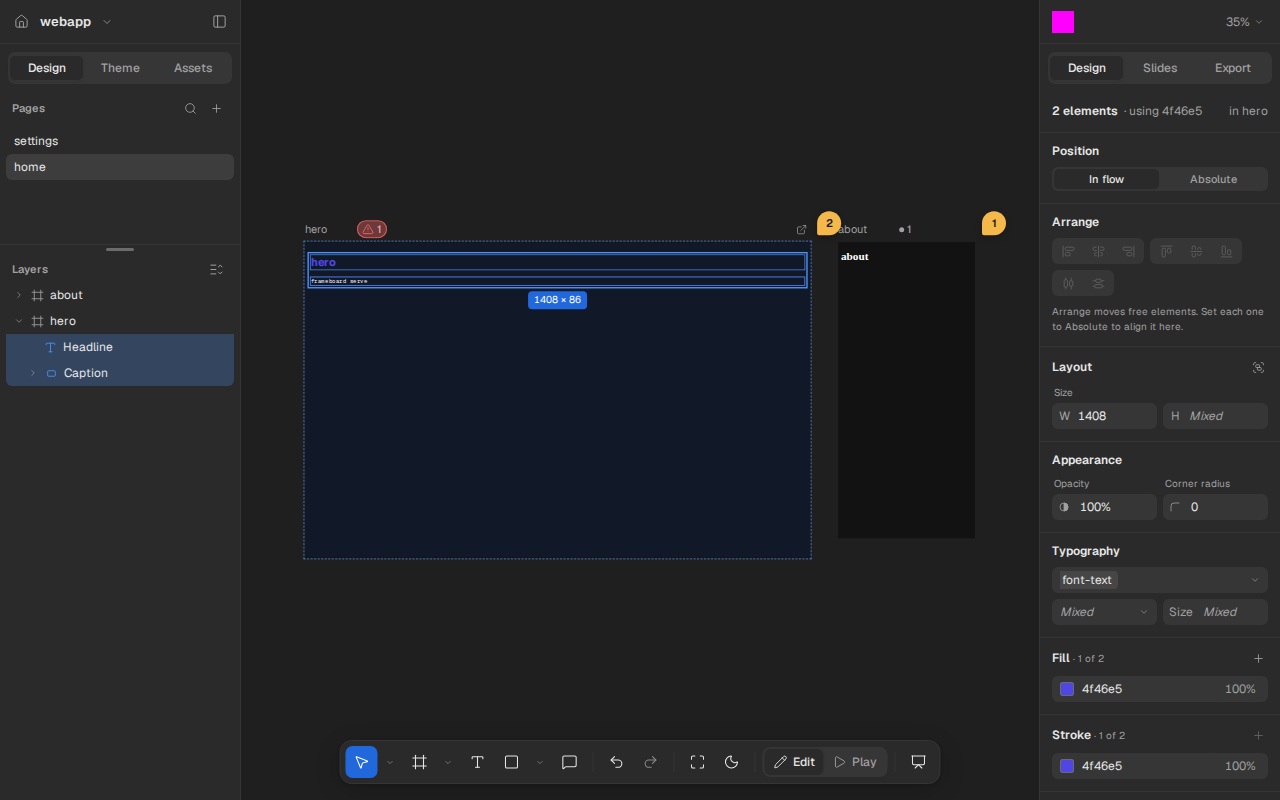 webapp
Design
Theme
Assets
Pages
settings
home
Layers
about
hero
Headline
Caption
hero
1
2
about
1
1
hero
frameboard serve
1408 × 86
about
Edit
Play
35%
Design
Slides
Export
2 elements · using 4f46e5 in hero
Position
In flow
Absolute
Arrange
Arrange moves free elements. Set each one
to Absolute to align it here.
Layout
Size
W 1408
H Mixed
Appearance
Opacity
Corner radius
100%
0
Typography
font-text
Mixed
Size Mixed
Fill · 1 of 2
4f46e5 100%
Stroke · 1 of 2
4f46e5 100%